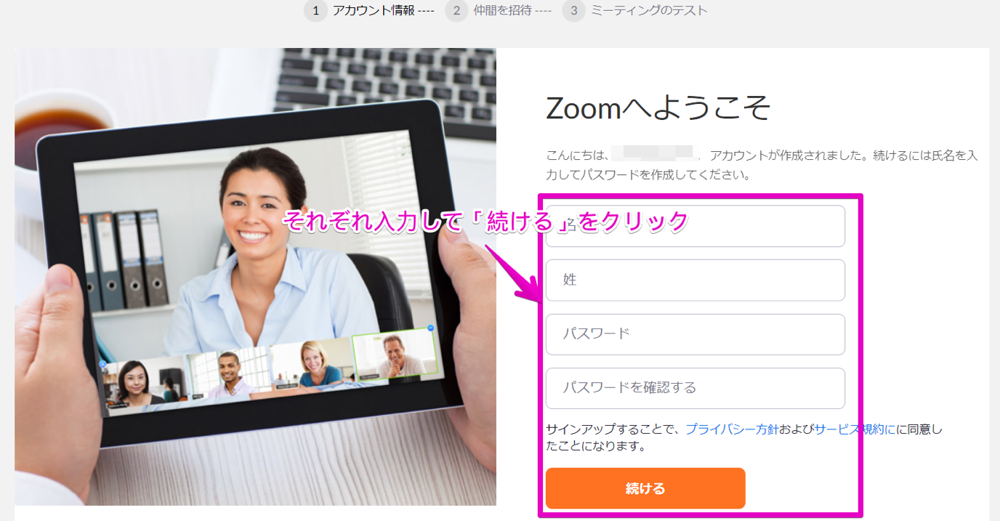 1 アカウント情報 ---- 2 仲間を招待 ---- 3 ミーティングのテスト
Zoomへようこそ
こんにちは、 アカウントが作成されました。続けるには氏名を入
力してパスワードを作成してください。
それぞれ入力して「続ける」をクリック
名
姓
パスワード
パスワードを確認する
サインアップすることで、プライバシー方針およびサービス規約にに同意し
たことになります。
続ける